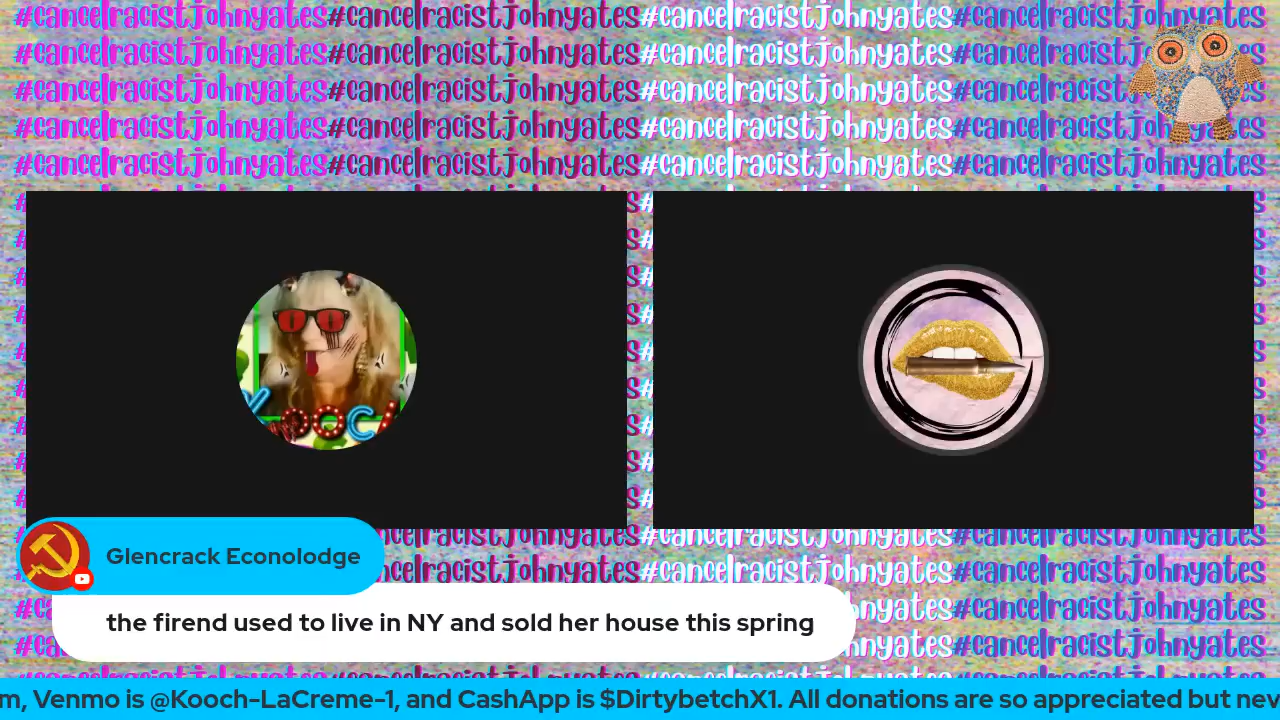 #cancelracistjohnyates#cancelracistjohnyates#cancelracistjohnyates#cancelracistjohnyates
#cancelracistjohnyates#cancelracistjohnyates#cancelracistjohnyates#cancelracistjohnyates
#cancelracistjohnyates#cancelracistjohnyates#cancelracistjohnyates#cancelracistjohnyates
#cancelracistjohnyates#cancelracistjohnyates#cancelracistjohnyates#cancelracistjohnyates
#cancelracistjohnyates#cancelracistjohnyates#cancelracistjohnyates#cancelracistjohnyates
Glencrack Econolodge
the firend used to live in NY and sold her house this spring
m, Venmo is @Kooch-LaCreme-1, and CashApp is $DirtybetchX1. All donations are so appreciated but nev